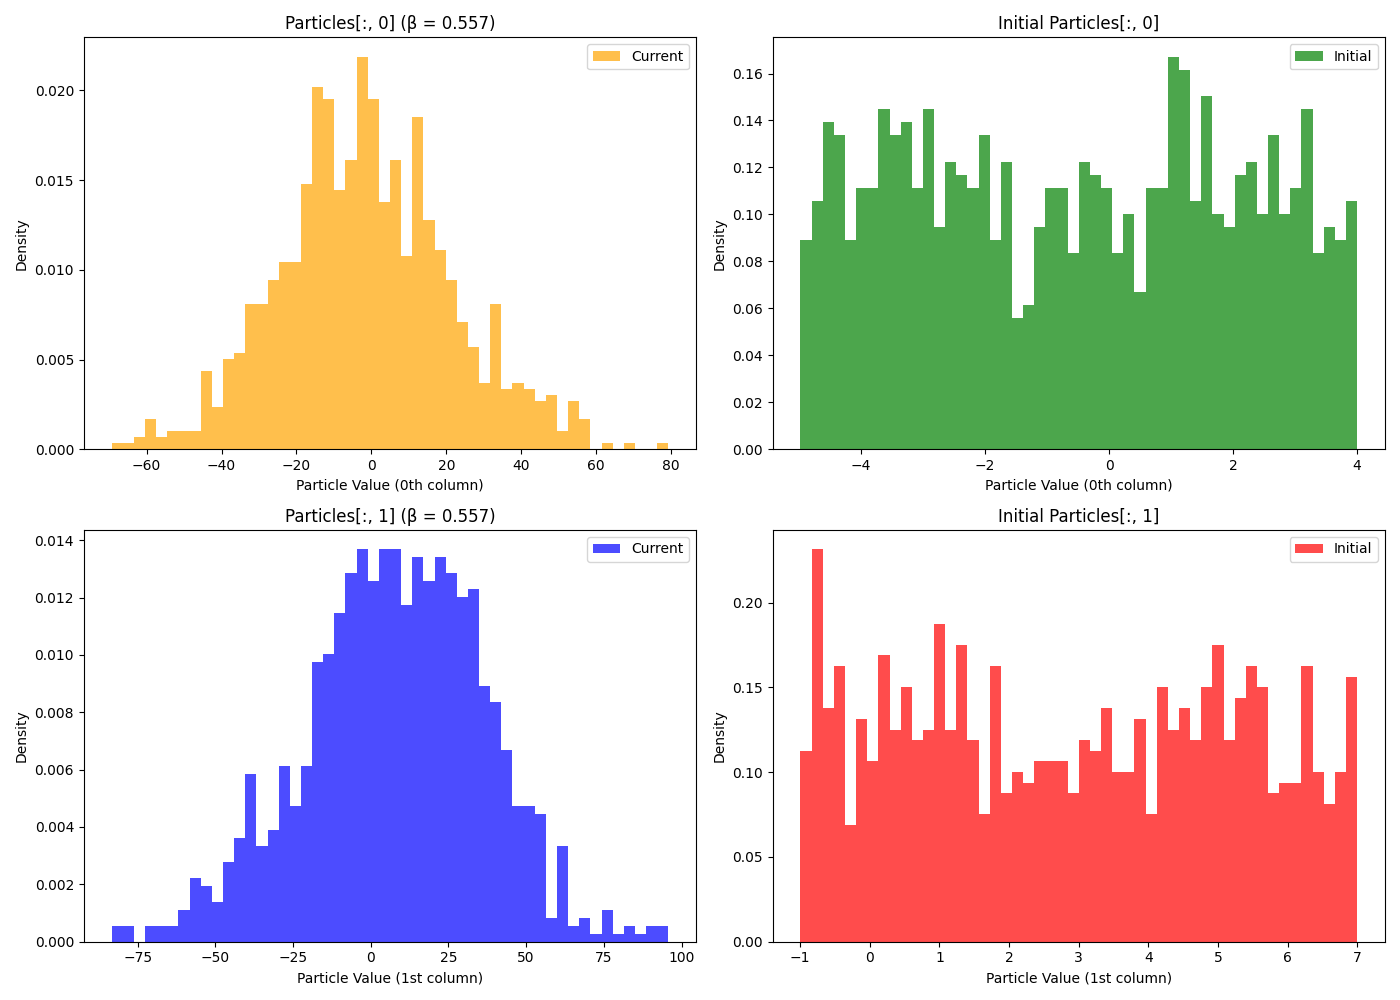 Particles[:, 0] (β = 0.557)
Current
Density
0.020
0.015
0.010
0.005
0.000
−60 −40 −20 0 20 40 60 80
Particle Value (0th column)
Initial Particles[:, 0]
Initial
Density
0.16
0.14
0.12
0.10
0.08
0.06
0.04
0.02
0.00
−4 −2 0 2 4
Particle Value (0th column)
Particles[:, 1] (β = 0.557)
Current
Density
0.014
0.012
0.010
0.008
0.006
0.004
0.002
0.000
−75 −50 −25 0 25 50 75 100
Particle Value (1st column)
Initial Particles[:, 1]
Initial
Density
0.20
0.15
0.10
0.05
0.00
−1 0 1 2 3 4 5 6 7
Particle Value (1st column)